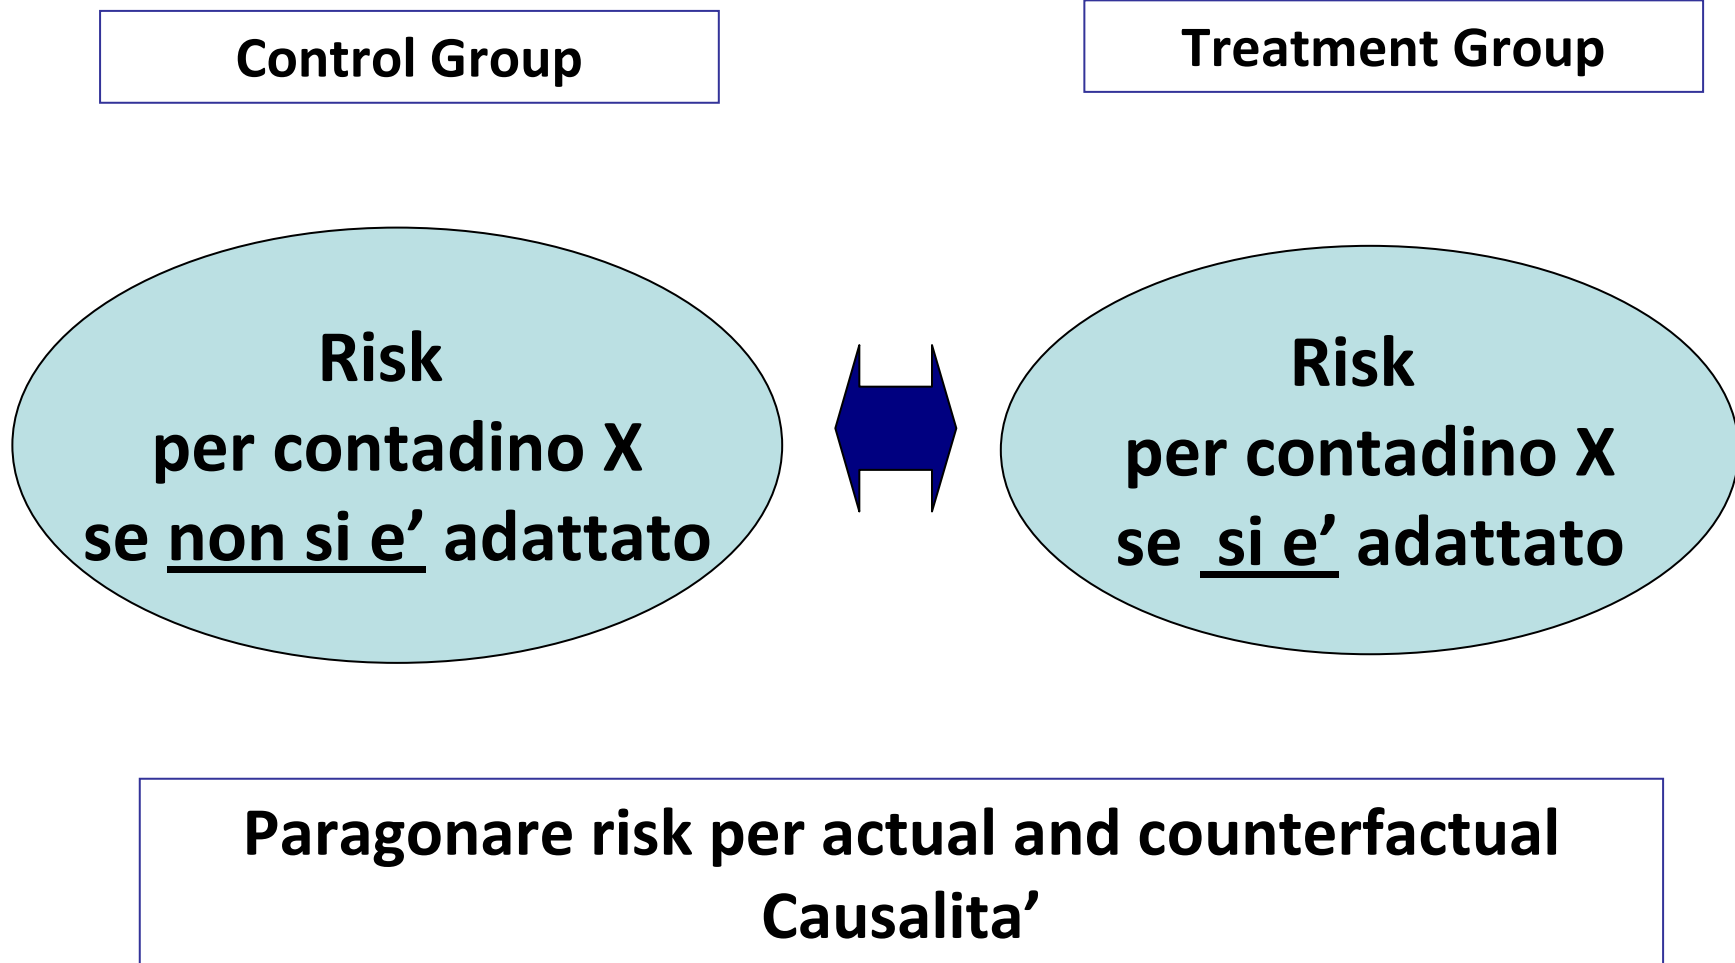 Control Group
Treatment Group
Risk
per contadino X
se non si e’ adattato
Risk
per contadino X
se si e’ adattato
Paragonare risk per actual and counterfactual
Causalita’